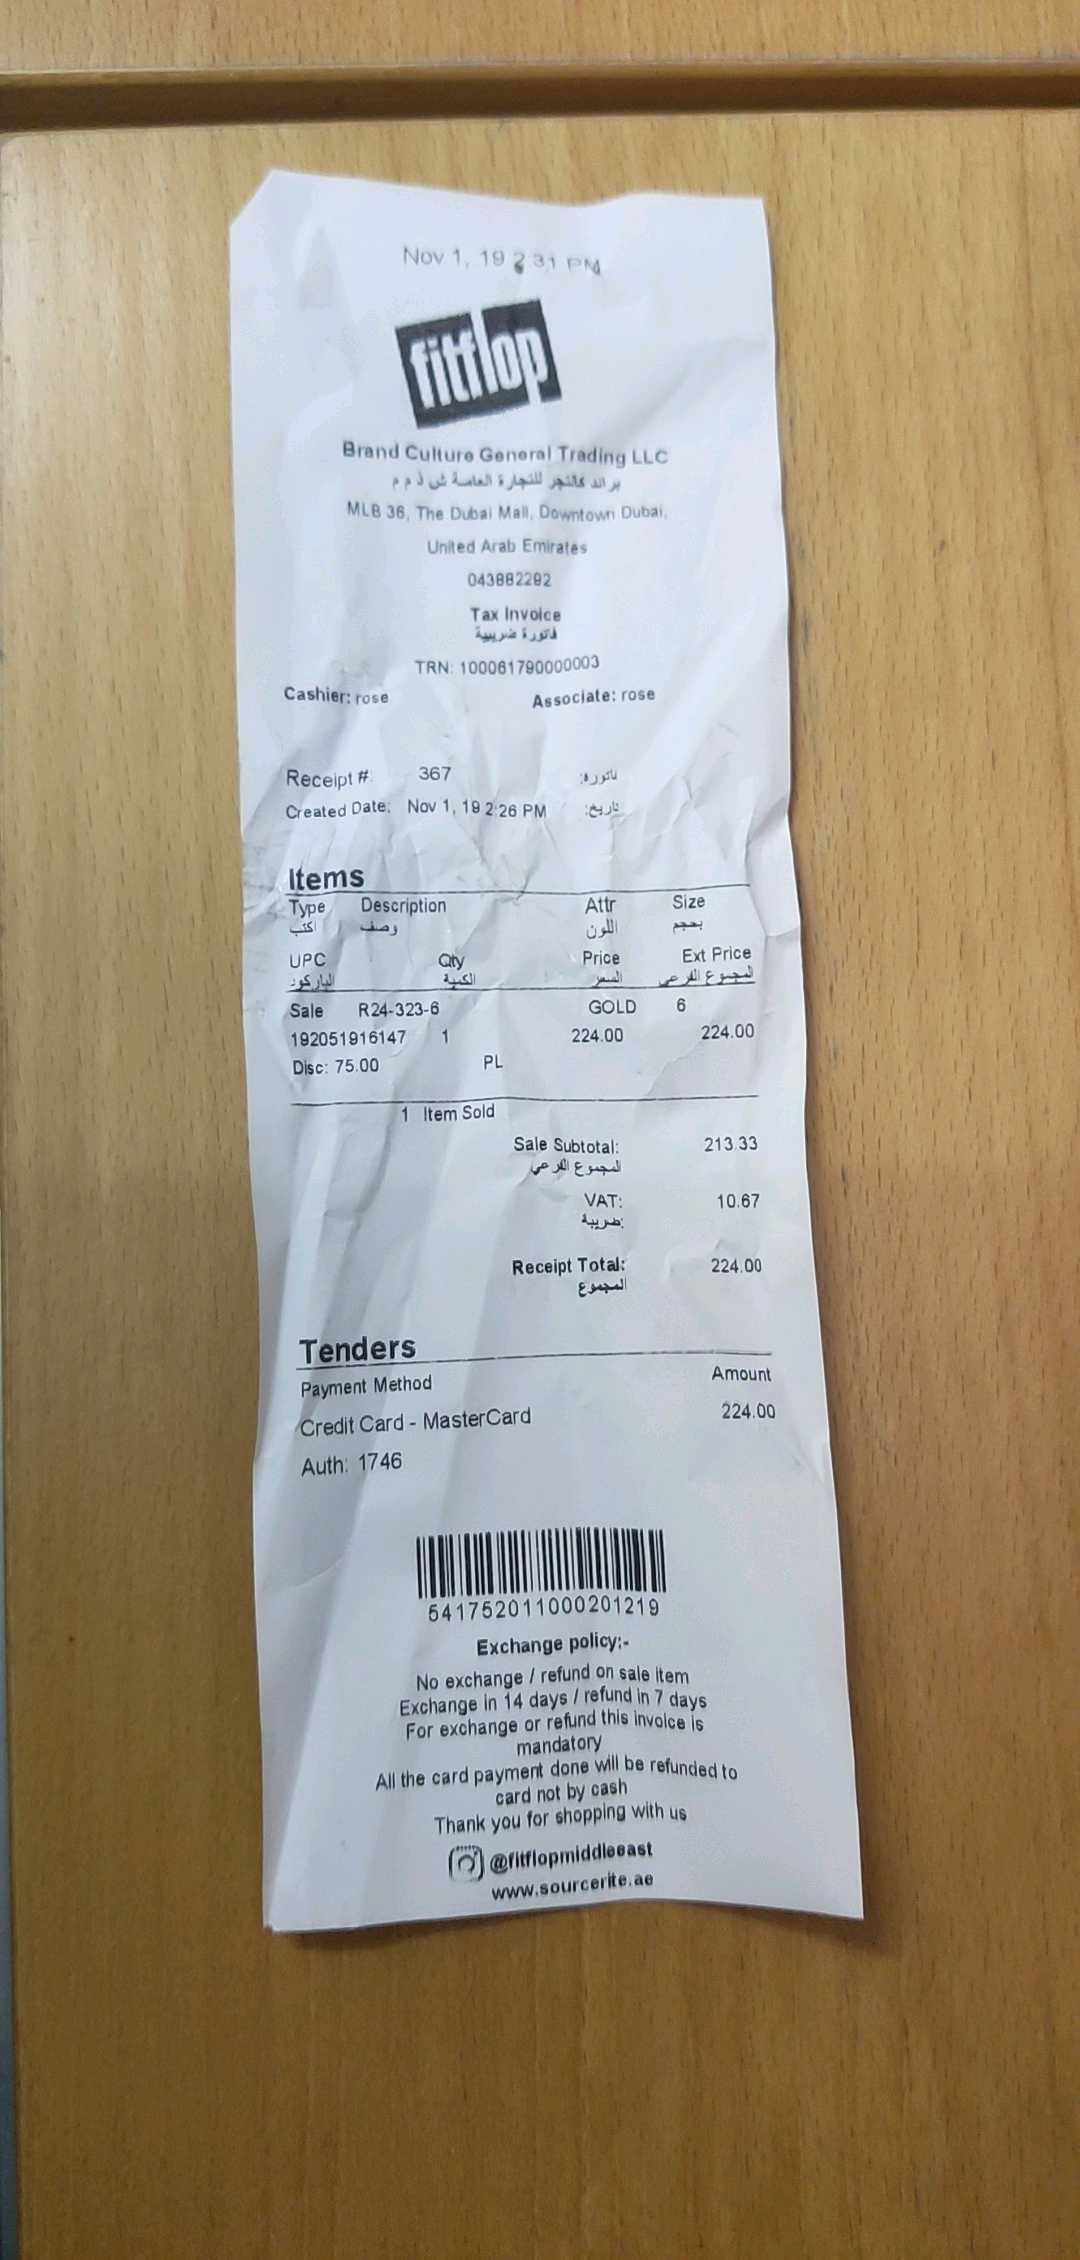 Nov 1, 19 2 31 PM
fitflop
Brand Culture General Trading LLC
براند كالتجر للتجارة العامة ش ذ م م
MLB 36, The Dubai Mall, Downtown Dubai,
United Arab Emirates
043882292
Tax Invoice
فاتورة ضريبية
TRN: 100061790000003
Cashier: rose Associate: rose
Receipt # 367 :ناتوره
Created Date: Nov 1, 19 2:26 PM :تاريخ
Items
Type Description Attr Size
اكتب وصف اللون بحجم
UPC Qty Price Ext Price
الباركود الكمية السعر المجموع الفرعي
Sale R24-323-6 GOLD 6
192051916147 1 224.00 224.00
Disc: 75.00 PL
1 Item Sold
Sale Subtotal: 213.33
المجموع الفرعي
VAT: 10.67
ضريبة:
Receipt Total: 224.00
المجموع
Tenders
Payment Method Amount
Credit Card - MasterCard 224.00
Auth: 1746
541752011000201219
Exchange policy:-
No exchange / refund on sale item
Exchange in 14 days / refund in 7 days
For exchange or refund this invoice is
mandatory
All the card payment done will be refunded to
card not by cash
Thank you for shopping with us
@fitflopmiddleeast
www.sourcerite.ae